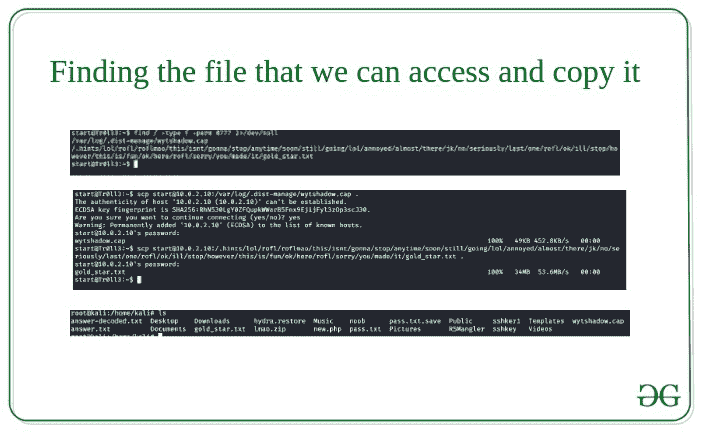 Finding the file that we can access and copy it
start@Tr0ll3:~$ find / -type f -perm 0777 2>/dev/null
/var/log/.dist-manage/wytshadow.cap
/.hints/lol/rofl/roflmao/this/isnt/gonna/stop/anytime/soon/still/going/lol/annoyed/almost/there/jk/no/seriously/last/one/rofl/ok/ill/stop/ho
wever/this/is/fun/ok/here/rofl/sorry/you/made/it/gold_star.txt
start@Tr0ll3:~$
start@Tr0ll3:~$ scp start@10.0.2.10:/var/log/.dist-manage/wytshadow.cap .
The authenticity of host '10.0.2.10 (10.0.2.10)' can't be established.
ECDSA key fingerprint is
Are you sure you want to continue connecting (yes/no)? yes
Warning: Permanently added '10.0.2.10' (ECDSA) to the list of known hosts.
start@10.0.2.10's password:
wytshadow.cap 100% 49KB 452.8KB/s 00:00
start@Tr0ll3:~$ scp start@10.0.2.10:/.hints/lol/rofl/roflmao/this/isnt/gonna/stop/anytime/soon/still/going/lol/annoyed/almost/there/jk/no/se
riously/last/one/rofl/ok/ill/stop/however/this/is/fun/ok/here/rofl/sorry/you/made/it/gold_star.txt .
start@10.0.2.10's password:
gold_star.txt 100% 34MB 53.6MB/s 00:00
start@Tr0ll3:~$
root@kali:/home/kali# ls
answer-decoded.txt Desktop Downloads hydra.restore Music noob pass.txt.save Public sshker1 Templates wytshadow.cap
answer.txt Documents gold_star.txt lmao.zip new.php pass.txt Pictures RSMangler sshkey Videos